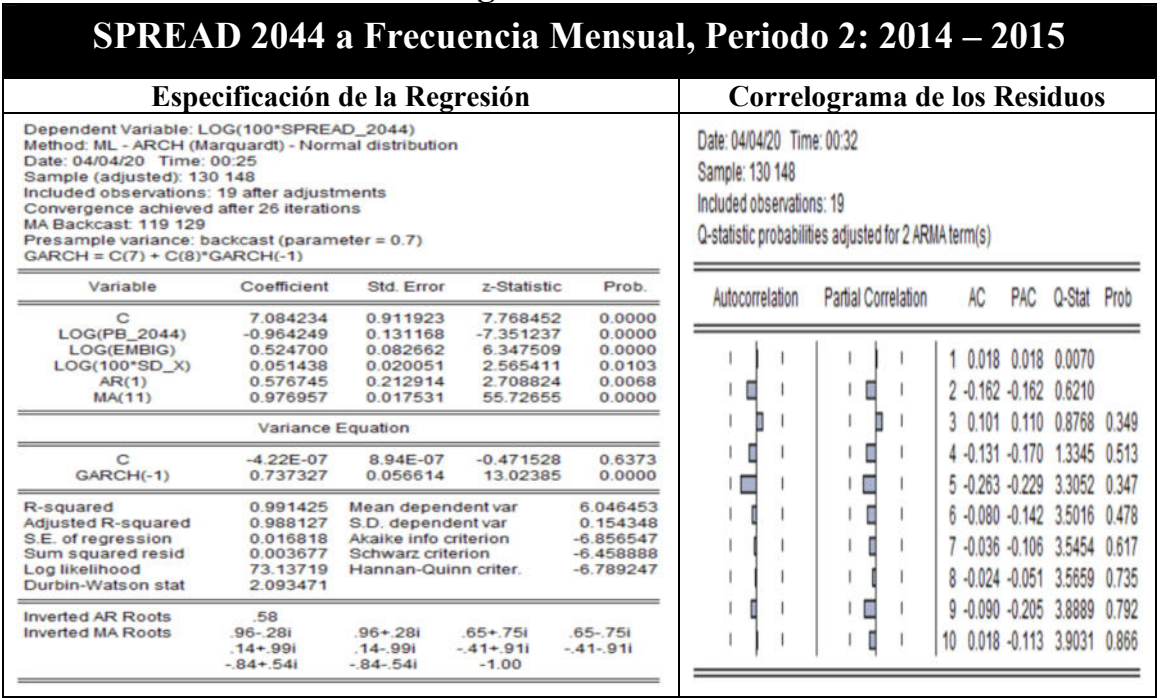 SPREAD 2044 a Frecuencia Mensual, Periodo 2: 2014 – 2015
Especificación de la Regresión
Dependent Variable: LOG(100*SPREAD_2044)
Method: ML - ARCH (Marquardt) - Normal distribution
Date: 04/04/20 Time: 00:25
Sample (adjusted): 130 148
Included observations: 19 after adjustments
Convergence achieved after 26 iterations
MA Backcast: 119 129
Presample variance: backcast (parameter = 0.7)
GARCH = C(7) + C(8)*GARCH(-1)
Variable Coefficient Std. Error z-Statistic Prob.
C 7.084234 0.911923 7.768452 0.0000
LOG(PB_2044) -0.964249 0.131168 -7.351237 0.0000
LOG(EMBIG) 0.524700 0.082662 6.347509 0.0000
LOG(100*SD_X) 0.051438 0.020051 2.565411 0.0103
AR(1) 0.576745 0.212914 2.708824 0.0068
MA(11) 0.976957 0.017531 55.72655 0.0000
Variance Equation
C -4.22E-07 8.94E-07 -0.471528 0.6373
GARCH(-1) 0.737327 0.056614 13.02385 0.0000
R-squared 0.991425 Mean dependent var 6.046453
Adjusted R-squared 0.988127 S.D. dependent var 0.154348
S.E. of regression 0.016818 Akaike info criterion -6.856547
Sum squared resid 0.003677 Schwarz criterion -6.458888
Log likelihood 73.13719 Hannan-Quinn criter. -6.789247
Durbin-Watson stat 2.093471
Inverted AR Roots .58
Inverted MA Roots .96-.28i .96+.28i .65+.75i .65-.75i
.14+.99i .14-.99i -.41+.91i -.41-.91i
-.84+.54i -.84-.54i -1.00
Correlograma de los Residuos
Date: 04/04/20 Time: 00:32
Sample: 130 148
Included observations: 19
Q-statistic probabilities adjusted for 2 ARMA term(s)
Autocorrelation Partial Correlation AC PAC Q-Stat Prob
1 0.018 0.018 0.0070
2 -0.162 -0.162 0.6210
3 0.101 0.110 0.8768 0.349
4 -0.131 -0.170 1.3345 0.513
5 -0.263 -0.229 3.3052 0.347
6 -0.080 -0.142 3.5016 0.478
7 -0.036 -0.106 3.5454 0.617
8 -0.024 -0.051 3.5659 0.735
9 -0.090 -0.205 3.8889 0.792
10 0.018 -0.113 3.9031 0.866